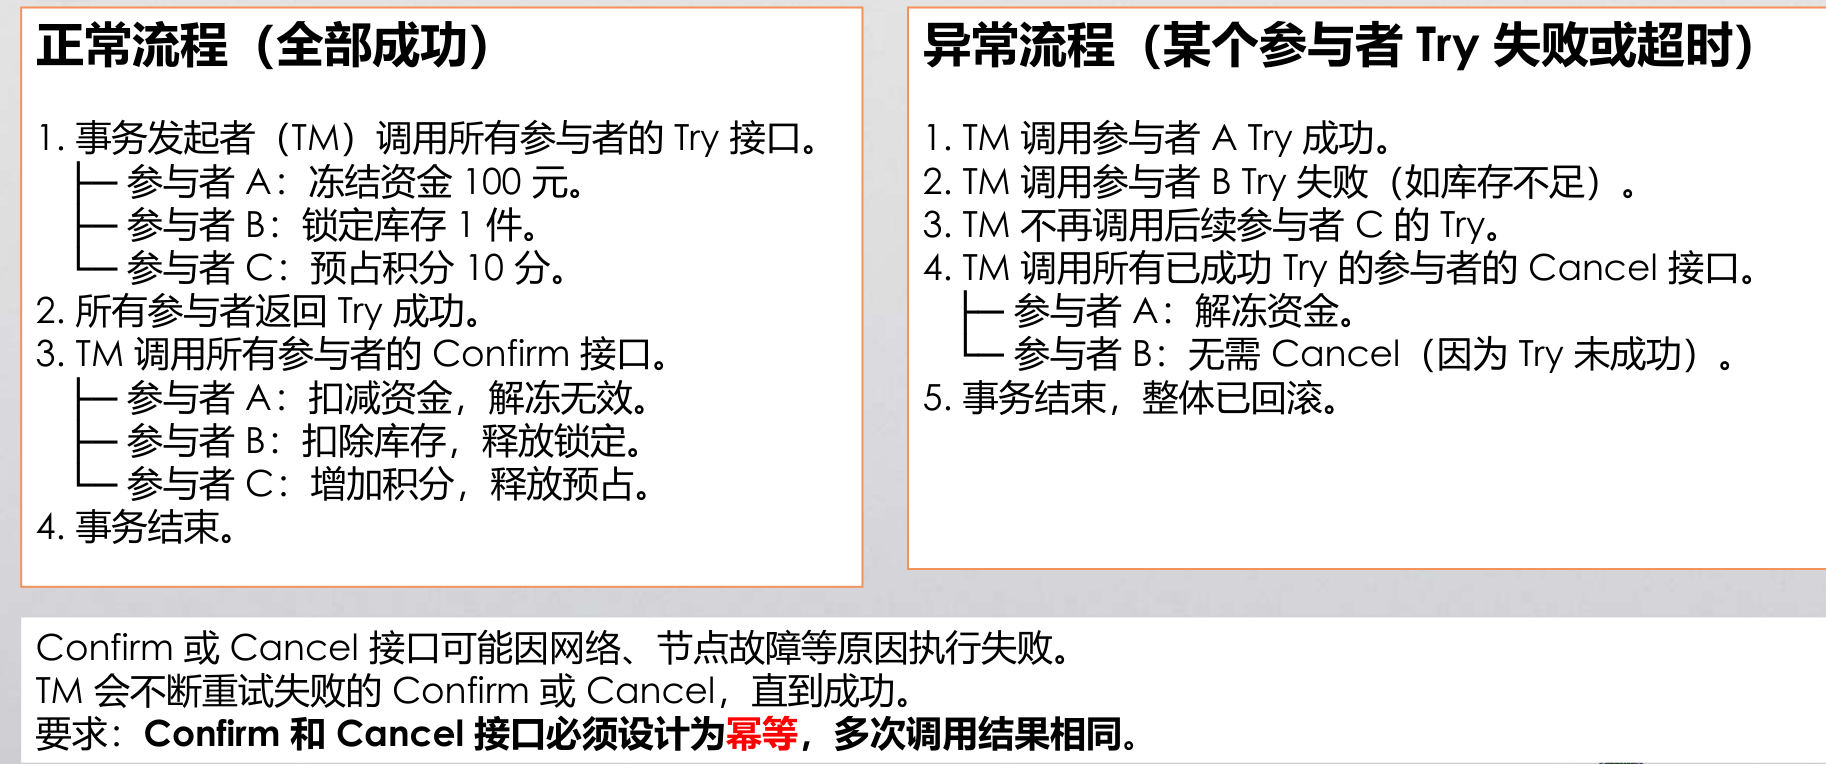 正常流程（全部成功）
1. 事务发起者（TM）调用所有参与者的 Try 接口。
├─ 参与者 A：冻结资金 100 元。
├─ 参与者 B：锁定库存 1 件。
└─ 参与者 C：预占积分 10 分。
2. 所有参与者返回 Try 成功。
3. TM 调用所有参与者的 Confirm 接口。
├─ 参与者 A：扣减资金，解冻无效。
├─ 参与者 B：扣除库存，释放锁定。
└─ 参与者 C：增加积分，释放预占。
4. 事务结束。
异常流程（某个参与者 Try 失败或超时）
1. TM 调用参与者 A Try 成功。
2. TM 调用参与者 B Try 失败（如库存不足）。
3. TM 不再调用后续参与者 C 的 Try。
4. TM 调用所有已成功 Try 的参与者的 Cancel 接口。
├─ 参与者 A：解冻资金。
└─ 参与者 B：无需 Cancel（因为 Try 未成功）。
5. 事务结束，整体已回滚。
Confirm 或 Cancel 接口可能因网络、节点故障等原因执行失败。
TM 会不断重试失败的 Confirm 或 Cancel，直到成功。
要求：Confirm 和 Cancel 接口必须设计为幂等，多次调用结果相同。